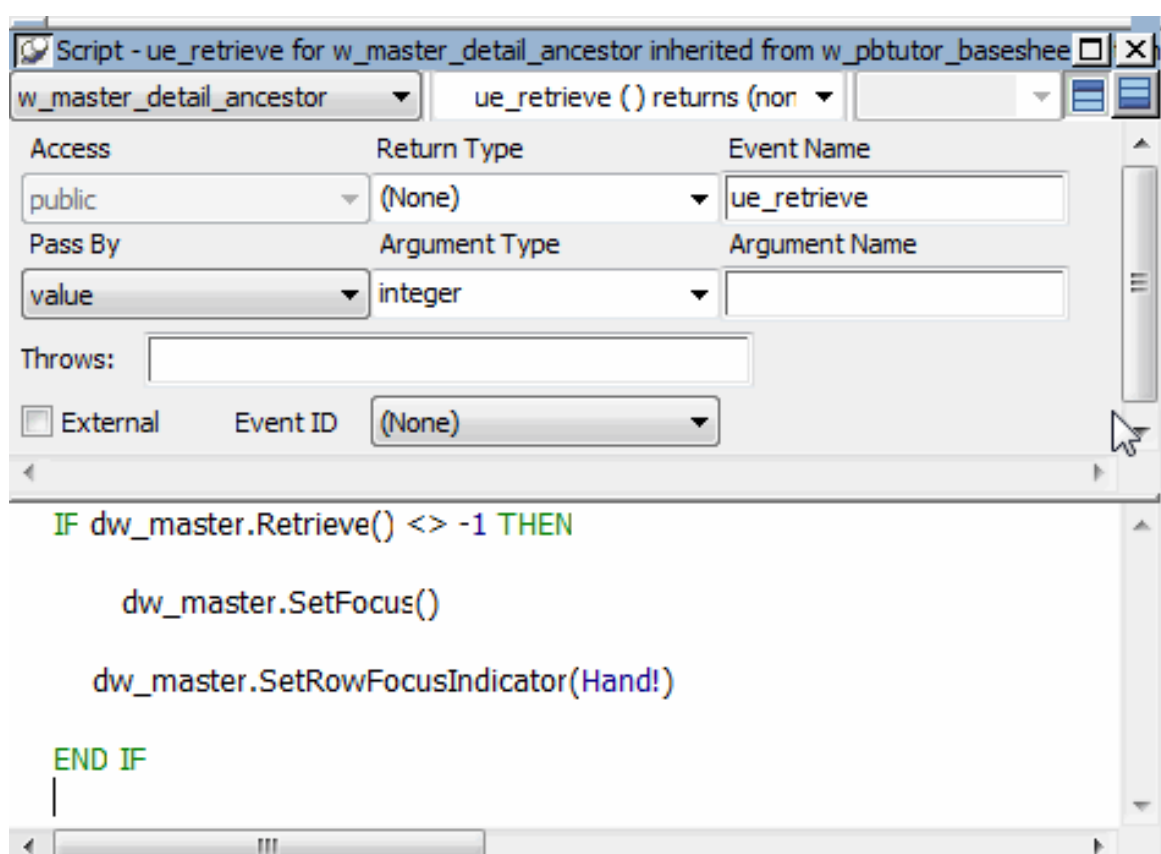 Script - ue_retrieve for w_master_detail_ancestor inherited from w_pbtutor_baseshee
w_master_detail_ancestor ue_retrieve ( ) returns (non
Access Return Type Event Name
public (None) ue_retrieve
Pass By Argument Type Argument Name
value integer
Throws:
External Event ID (None)
IF dw_master.Retrieve() <> -1 THEN
dw_master.SetFocus()
dw_master.SetRowFocusIndicator(Hand!)
END IF